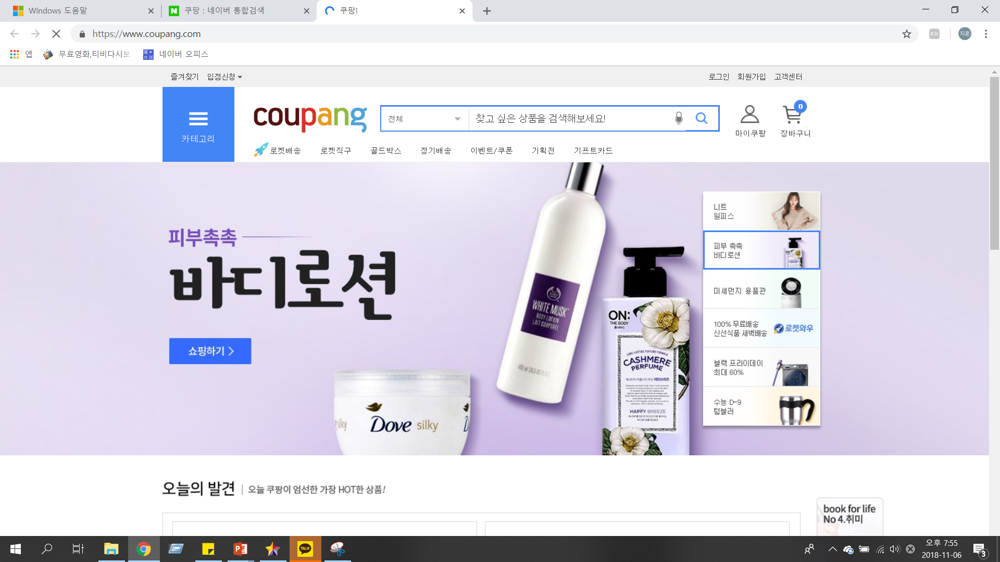 Windows 도움말
쿠팡 : 네이버 통합검색
쿠팡!
https://www.coupang.com
EX
지훈
앱
무료영화,티비다시보
네이버 오피스
즐겨찾기
입점신청
로그인
회원가입
고객센터
카테고리
coupang
전체
찾고 싶은 상품을 검색해보세요!
마이쿠팡
0
장바구니
로켓배송
로켓직구
골드박스
정기배송
이벤트/쿠폰
기획전
기프트카드
피부촉촉
바디로션
쇼핑하기 >
WHITE MUSK™
BODY LOTION
LAIT CORPOREL
ON:
THE BODY
LONG LASTING PERFUME FORMULA
CASHMERE
PERFUME
HAPPY BREEZE
silky
Dove silky
D
니트
원피스
피부 촉촉
바디로션
미세먼지 용품관
100% 무료배송
신선식품 새벽배송
로켓와우
블랙 프라이데이
최대 60%
수능 D-9
텀블러
오늘의 발견
오늘 쿠팡이 엄선한 가장 HOT한 상품!
book for life
No 4.취미
TALK
오후 7:55
2018-11-06
3